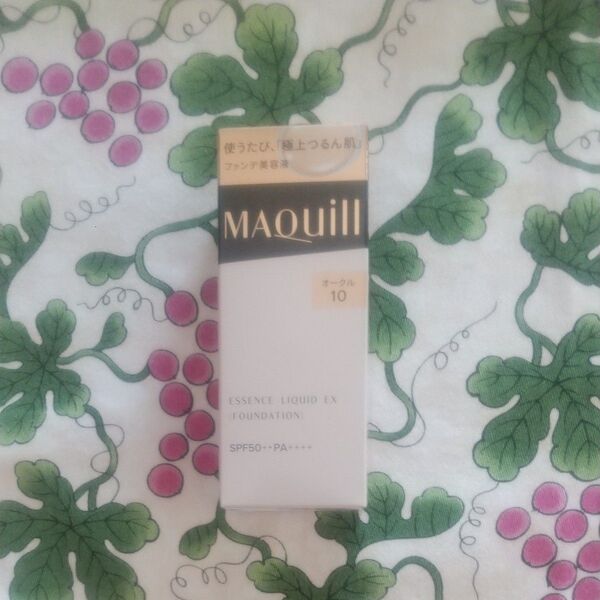 使うたび、「極上つるん肌」
ファンデ美容液
MAQuill
オークル
10
ESSENCE LIQUID EX
(FOUNDATION)
SPF50++PA++++